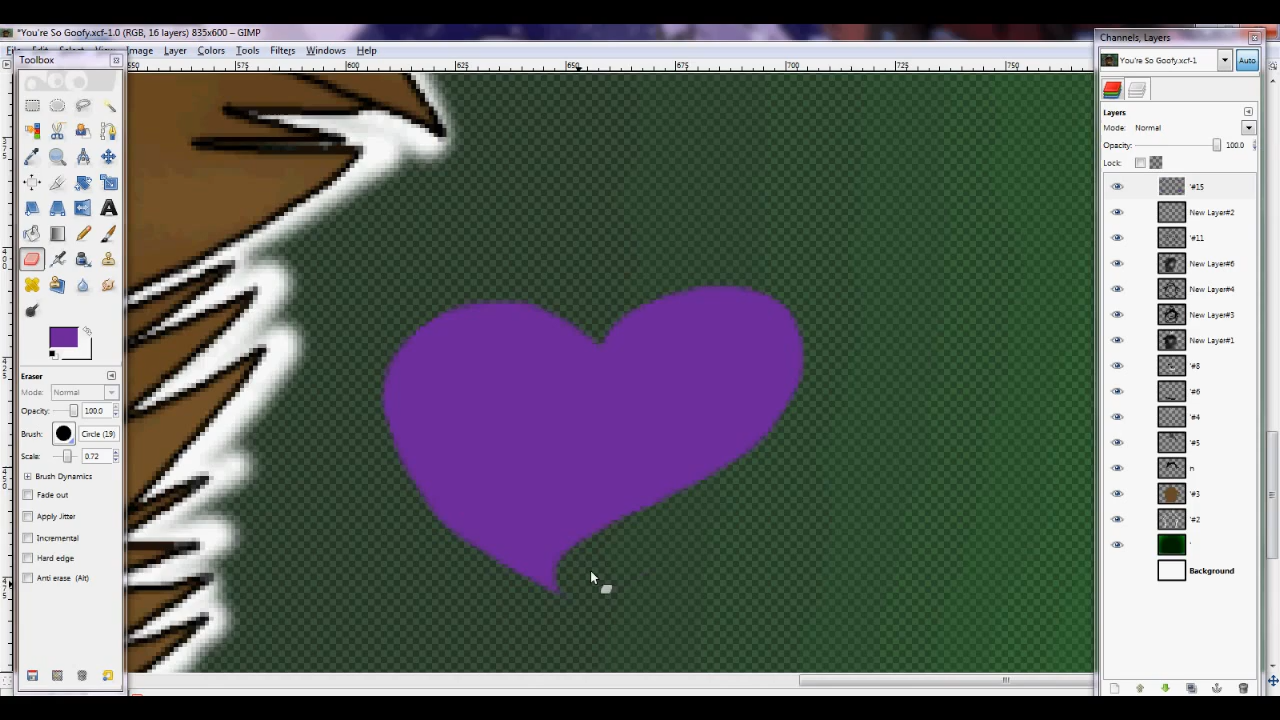 *You're So Goofy.xcf-1.0 (RGB, 16 layers) 835x600 – GIMP
Image Layer Colors Tools Filters Windows Help
Toolbox
575 600 625 650 675 700 725 750
Mode: Normal
Opacity: 100.0
Brush: Circle (19)
Scale: 0.72
Eraser
Brush Dynamics
Fade out
Apply Jitter
Incremental
Hard edge
Anti erase (Alt)
Channels, Layers
You're So Goofy.xcf-1
Auto
Layers
Mode: Normal
Opacity: 100.0
Lock:
'#15
New Layer#2
'#11
New Layer#6
New Layer#4
New Layer#3
New Layer#1
'#8
'#6
'#4
'#5
n
'#3
'#2
'
Background